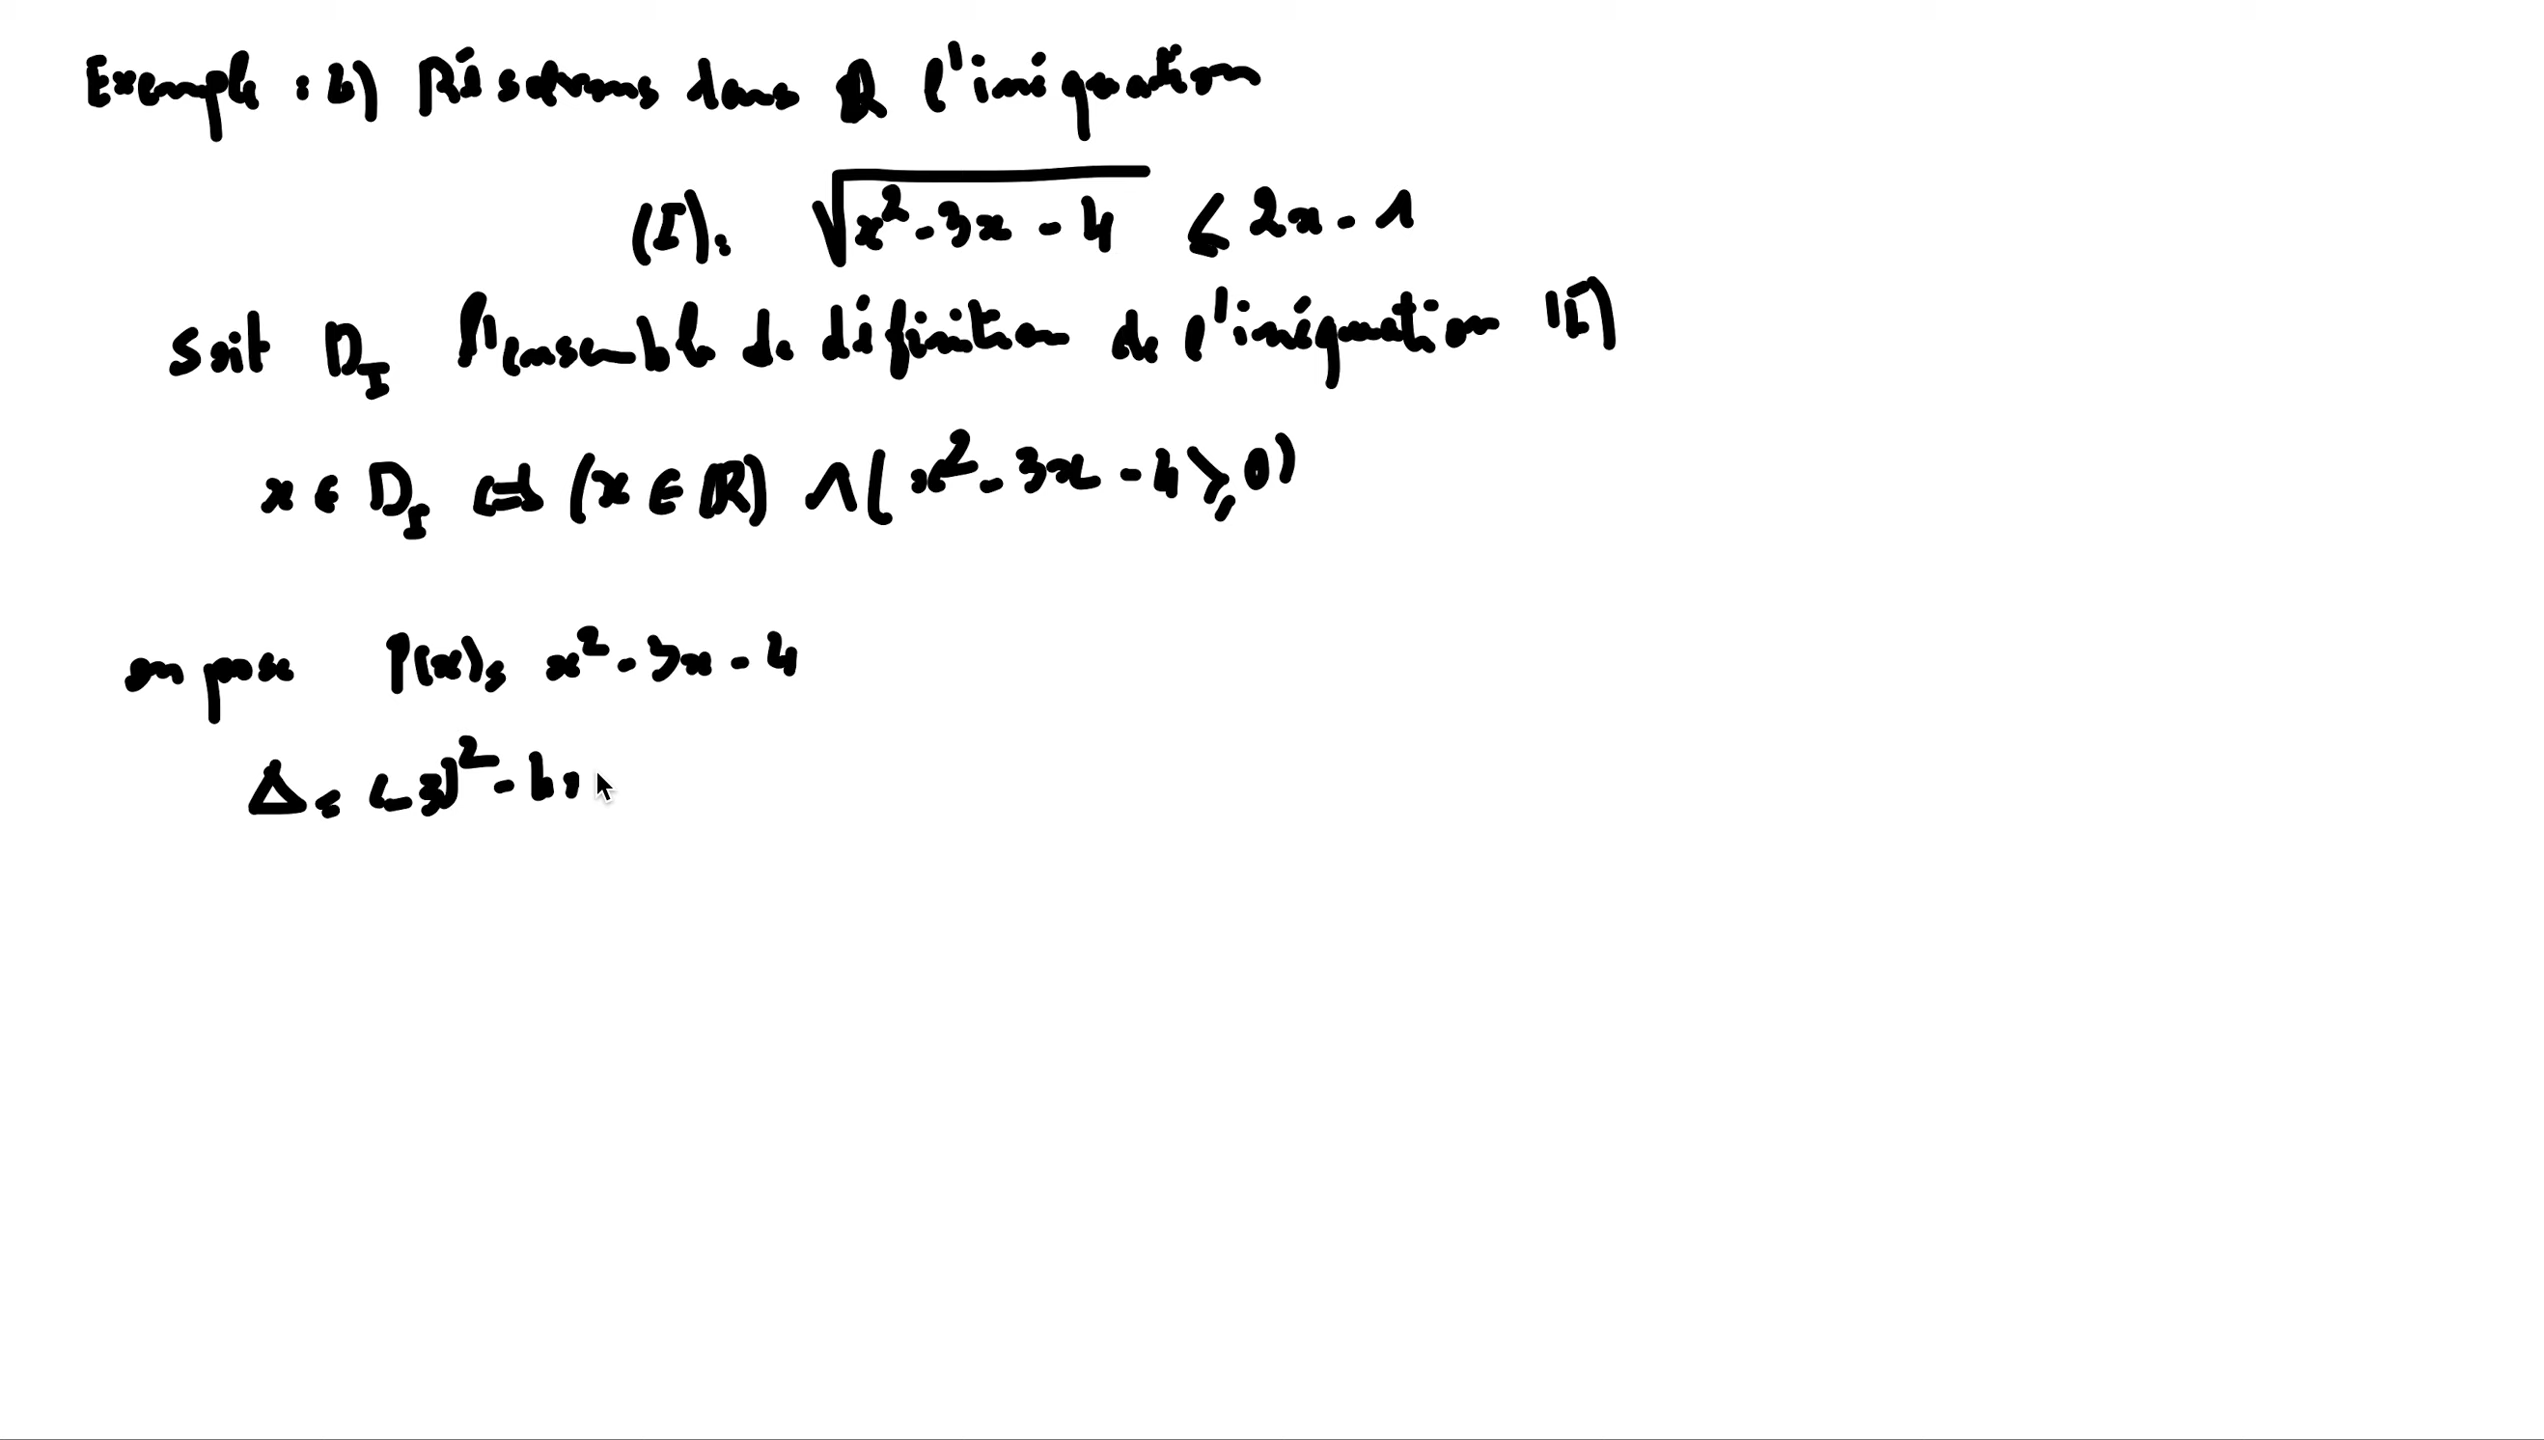 Exemple : b) Résolvons dans ℝ l'inéquation
(I): √(x²-3x-4) ⩽ 2x-1
Soit D_I l'ensemble de définition de l'inéquation (I)
x ∈ D_I ⇔ (x ∈ ℝ) ∧ (x²-3x-4 ⩾ 0)
on pose P(x) = x²-3x-4
Δ = (-3)²-4×